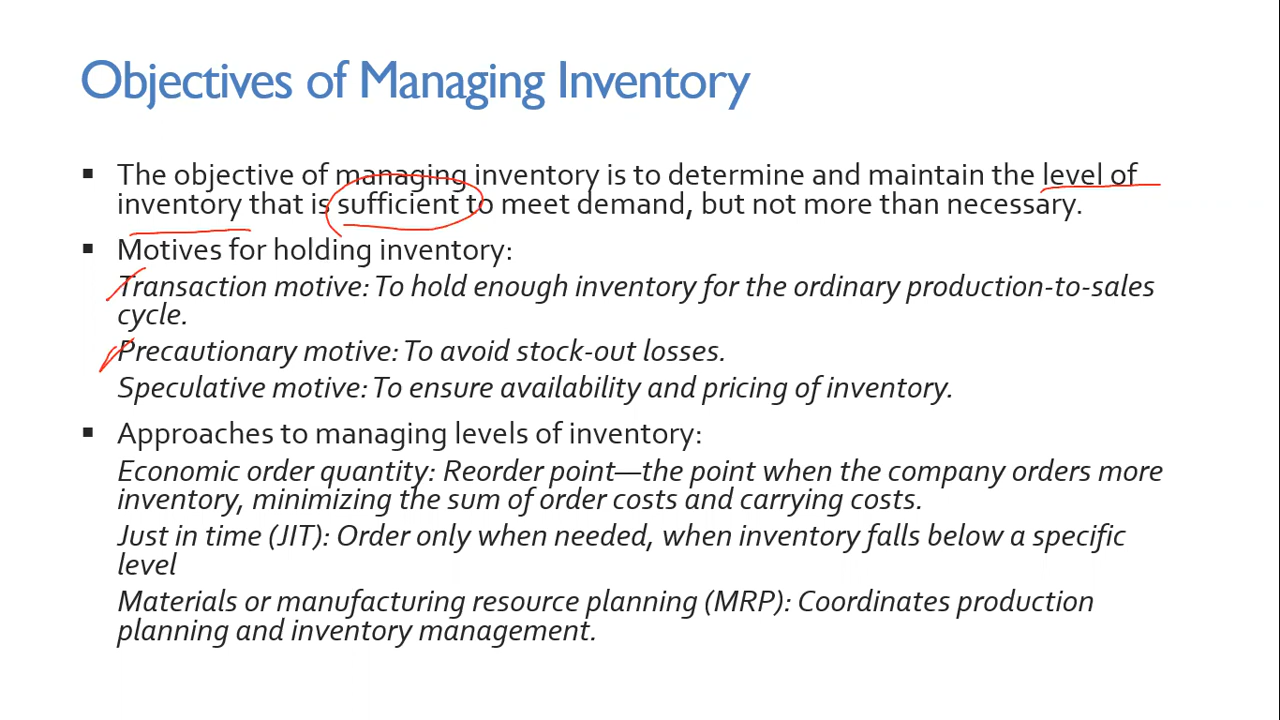 Objectives of Managing Inventory
▪ The objective of managing inventory is to determine and maintain the level of
inventory that is sufficient to meet demand, but not more than necessary.
▪ Motives for holding inventory:
Transaction motive: To hold enough inventory for the ordinary production-to-sales
cycle.
Precautionary motive: To avoid stock-out losses.
Speculative motive: To ensure availability and pricing of inventory.
▪ Approaches to managing levels of inventory:
Economic order quantity: Reorder point—the point when the company orders more
inventory, minimizing the sum of order costs and carrying costs.
Just in time (JIT): Order only when needed, when inventory falls below a specific
level
Materials or manufacturing resource planning (MRP): Coordinates production
planning and inventory management.